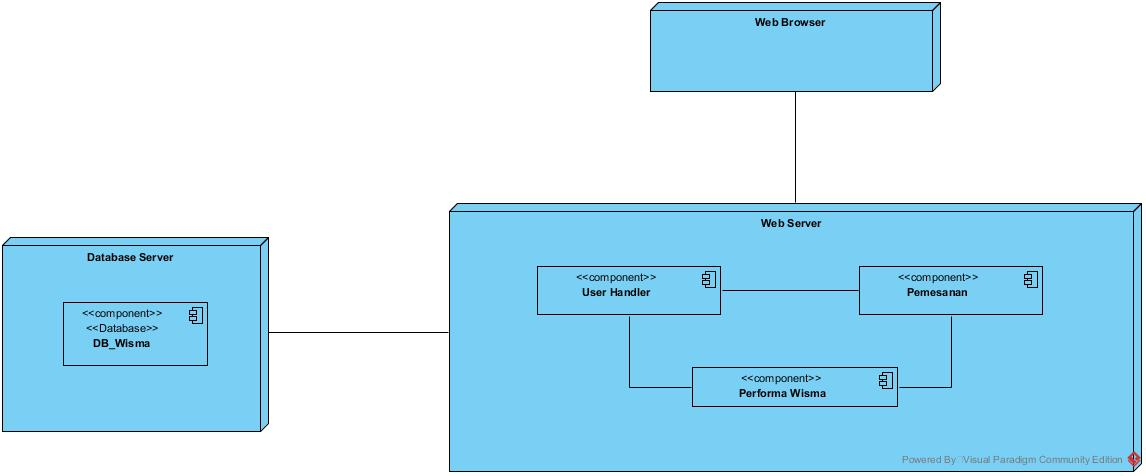 Web Browser
Web Server
<<component>>
User Handler
<<component>>
Pemesanan
<<component>>
Performa Wisma
Database Server
<<component>>
<<Database>>
DB_Wisma
Powered By Visual Paradigm Community Edition